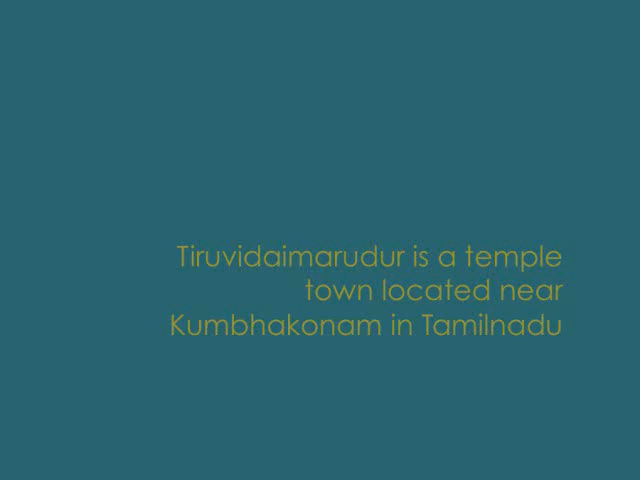 Tiruvidaimarudur is a temple
town located near
Kumbhakonam in Tamilnadu